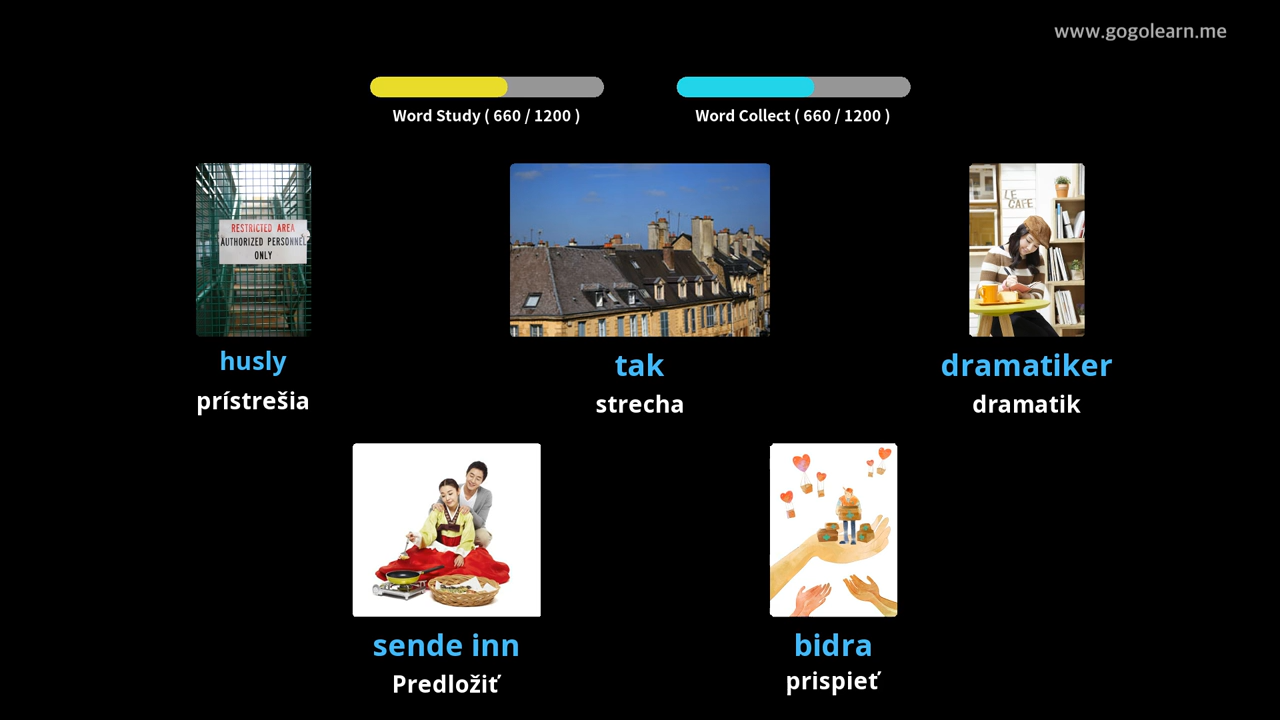 www.gogolearn.me
Word Study ( 660 / 1200 )
Word Collect ( 660 / 1200 )
RESTRICTED AREA
AUTHORIZED PERSONNEL
ONLY
LE
CAFE
husly
prístrešia
tak
strecha
dramatiker
dramatik
sende inn
Predložiť
bidra
prispieť